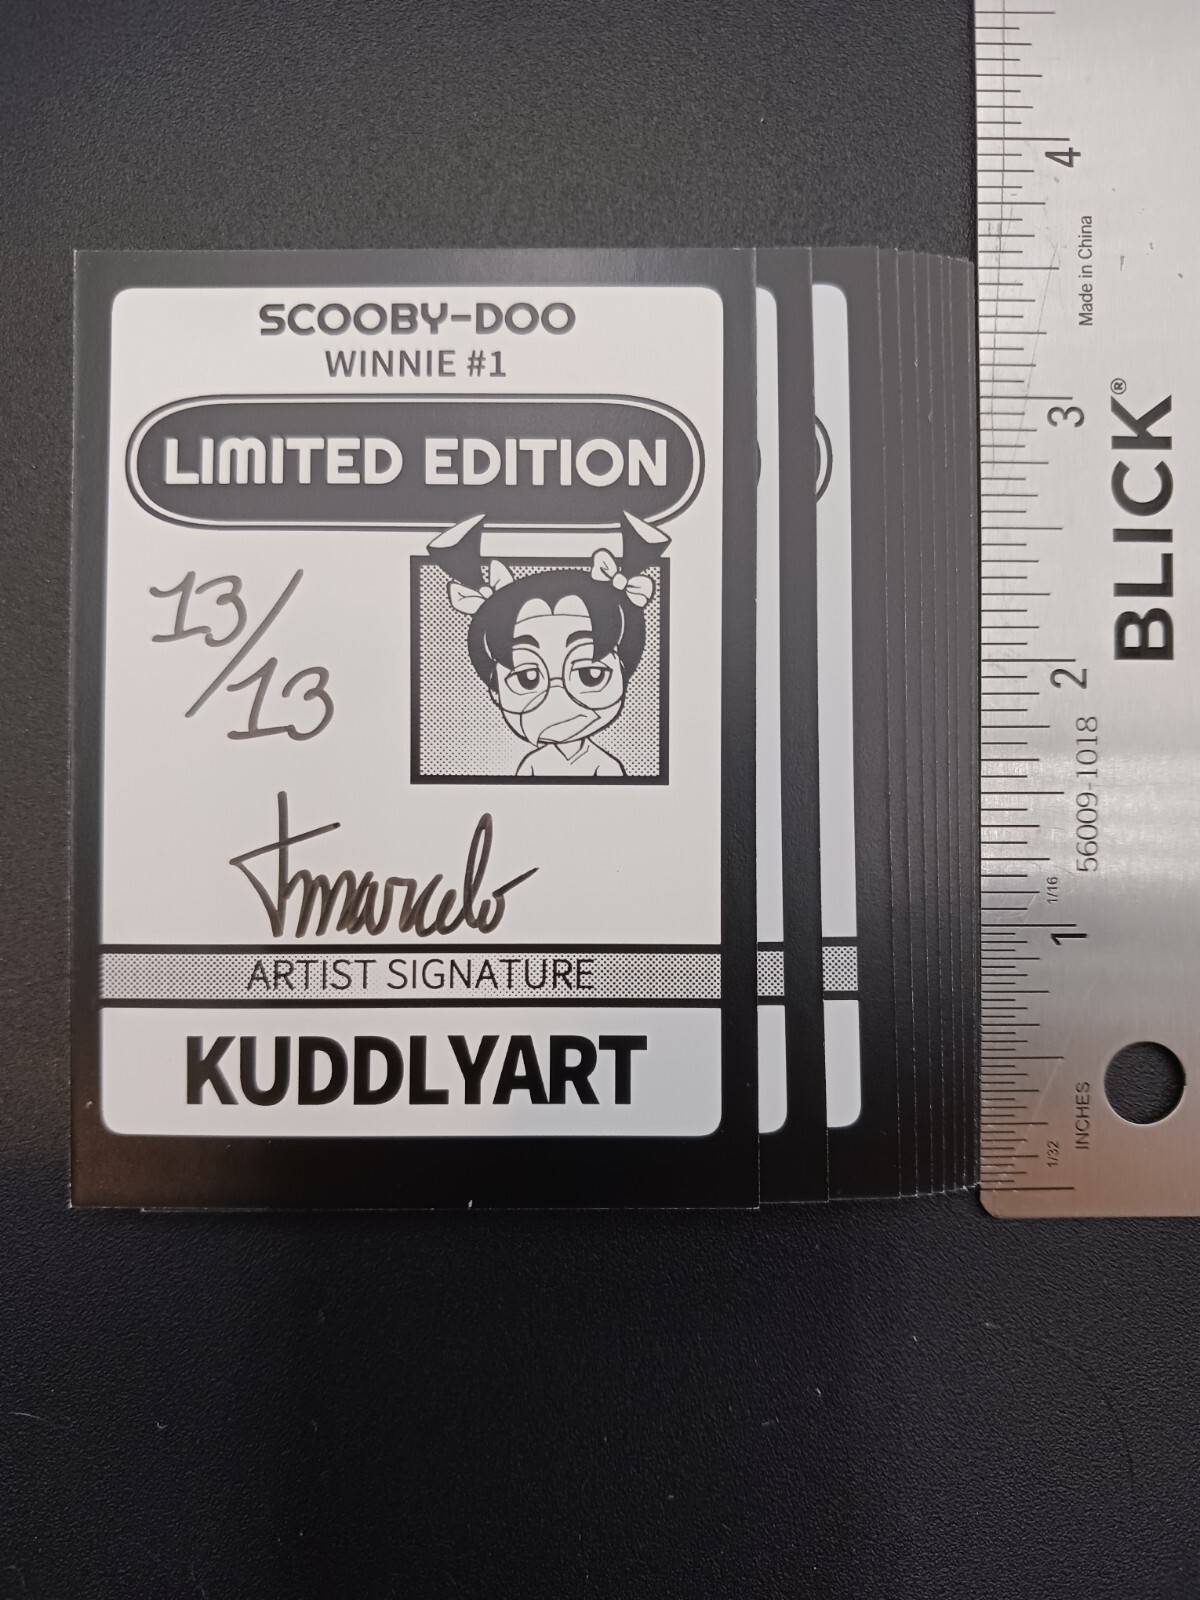 SCOOBY-DOO
WINNIE #1
LIMITED EDITION
13/13
Jmarcelo
ARTIST SIGNATURE
KUDDLYART
4
Made in China
3
BLICK®
2
56009-1018
1/16
1
INCHES
1/32